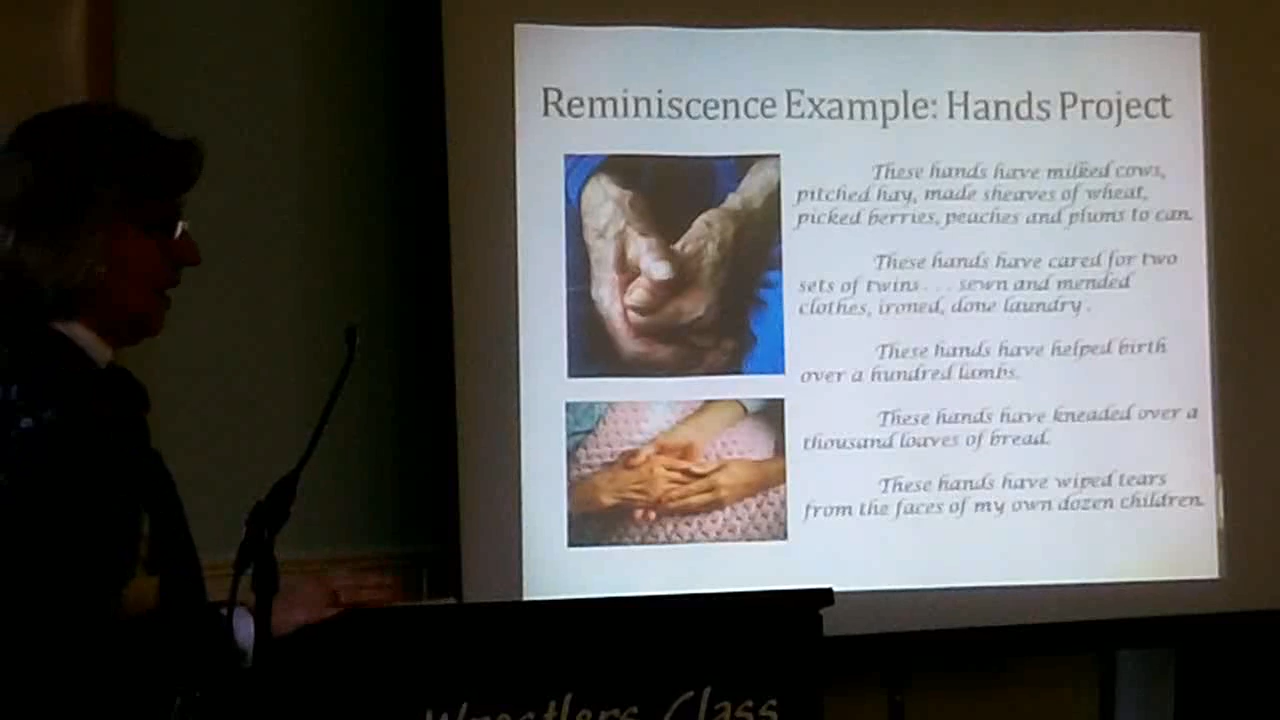 Reminiscence Example: Hands Project
These hands have milked cows,
pitched hay, made sheaves of wheat,
picked berries, peaches and plums to can.
These hands have cared for two
sets of twins . . . sewn and mended
clothes, ironed, done laundry .
These hands have helped birth
over a hundred lambs.
These hands have kneaded over a
thousand loaves of bread.
These hands have wiped tears
from the faces of my own dozen children.
Wrestlers Class